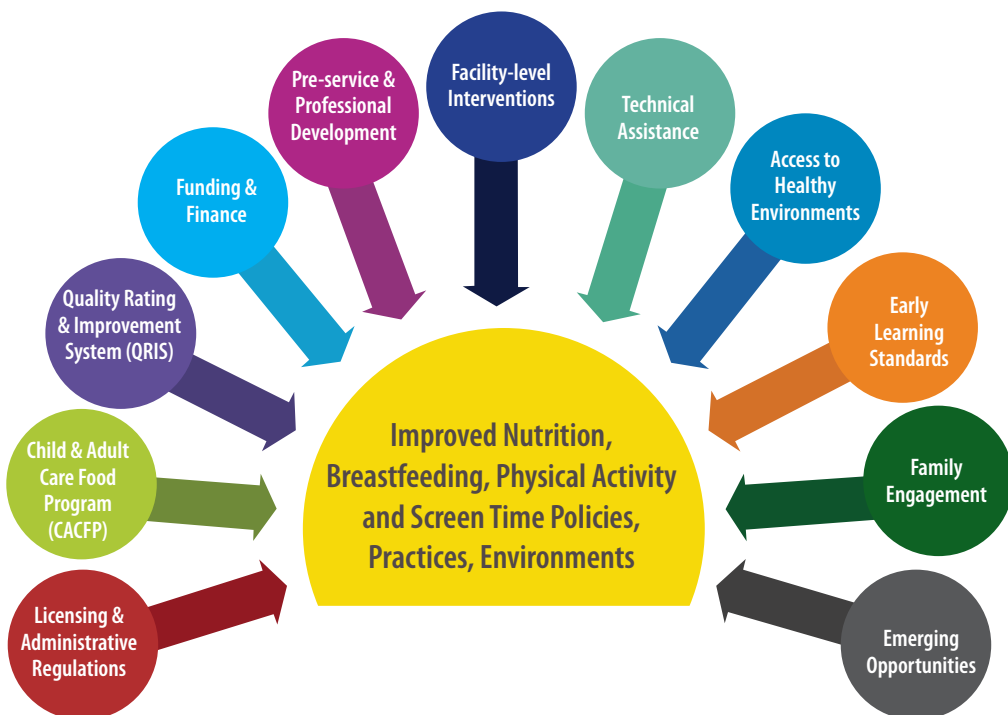 Licensing &
Administrative
Regulations
Child & Adult
Care Food
Program
(CACFP)
Quality Rating
& Improvement
System (QRIS)
Funding &
Finance
Pre-service &
Professional
Development
Facility-level
Interventions
Technical
Assistance
Access to
Healthy
Environments
Early
Learning
Standards
Family
Engagement
Emerging
Opportunities
Improved Nutrition,
Breastfeeding, Physical Activity
and Screen Time Policies,
Practices, Environments